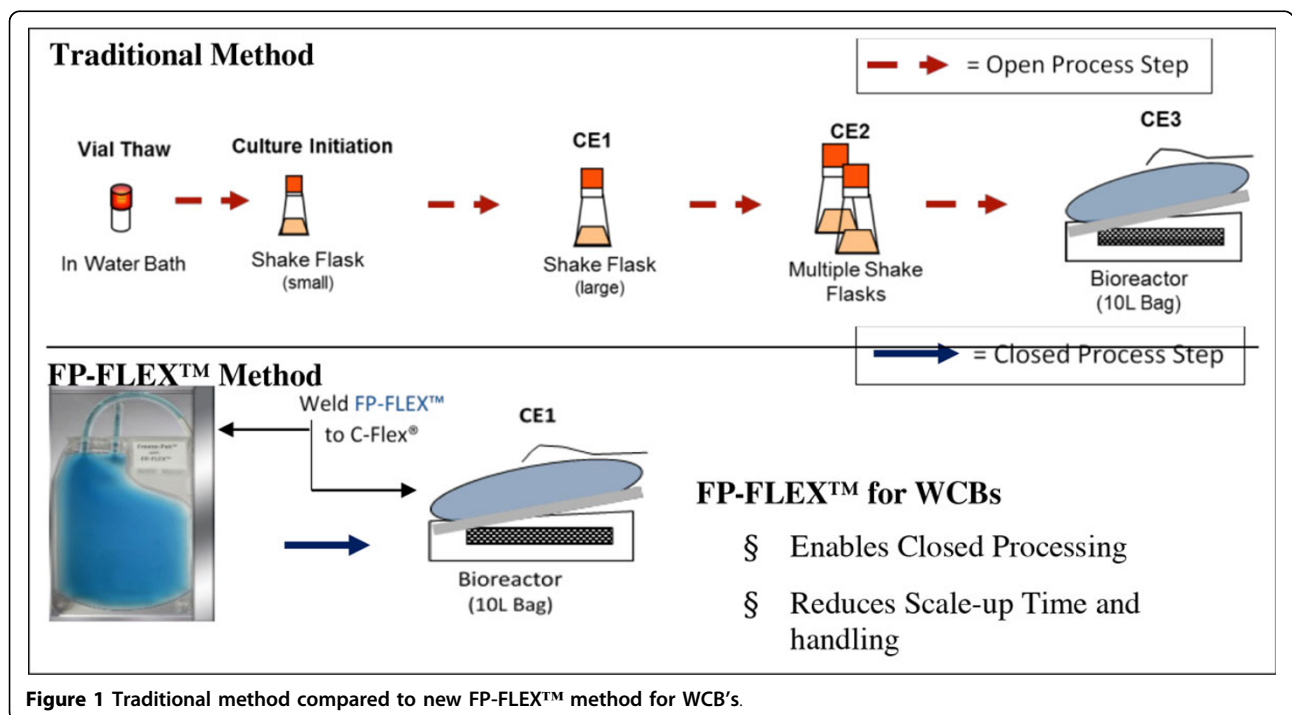 Traditional Method
= Open Process Step
Vial Thaw
In Water Bath
Culture Initiation
Shake Flask
(small)
CE1
Shake Flask
(large)
CE2
Multiple Shake
Flasks
CE3
Bioreactor
(10L Bag)
= Closed Process Step
FP-FLEX™ Method
Weld FP-FLEX™
to C-Flex®
CE1
Bioreactor
(10L Bag)
FP-FLEX™ for WCBs
§ Enables Closed Processing
§ Reduces Scale-up Time and
handling
Figure 1 Traditional method compared to new FP-FLEX™ method for WCB's.